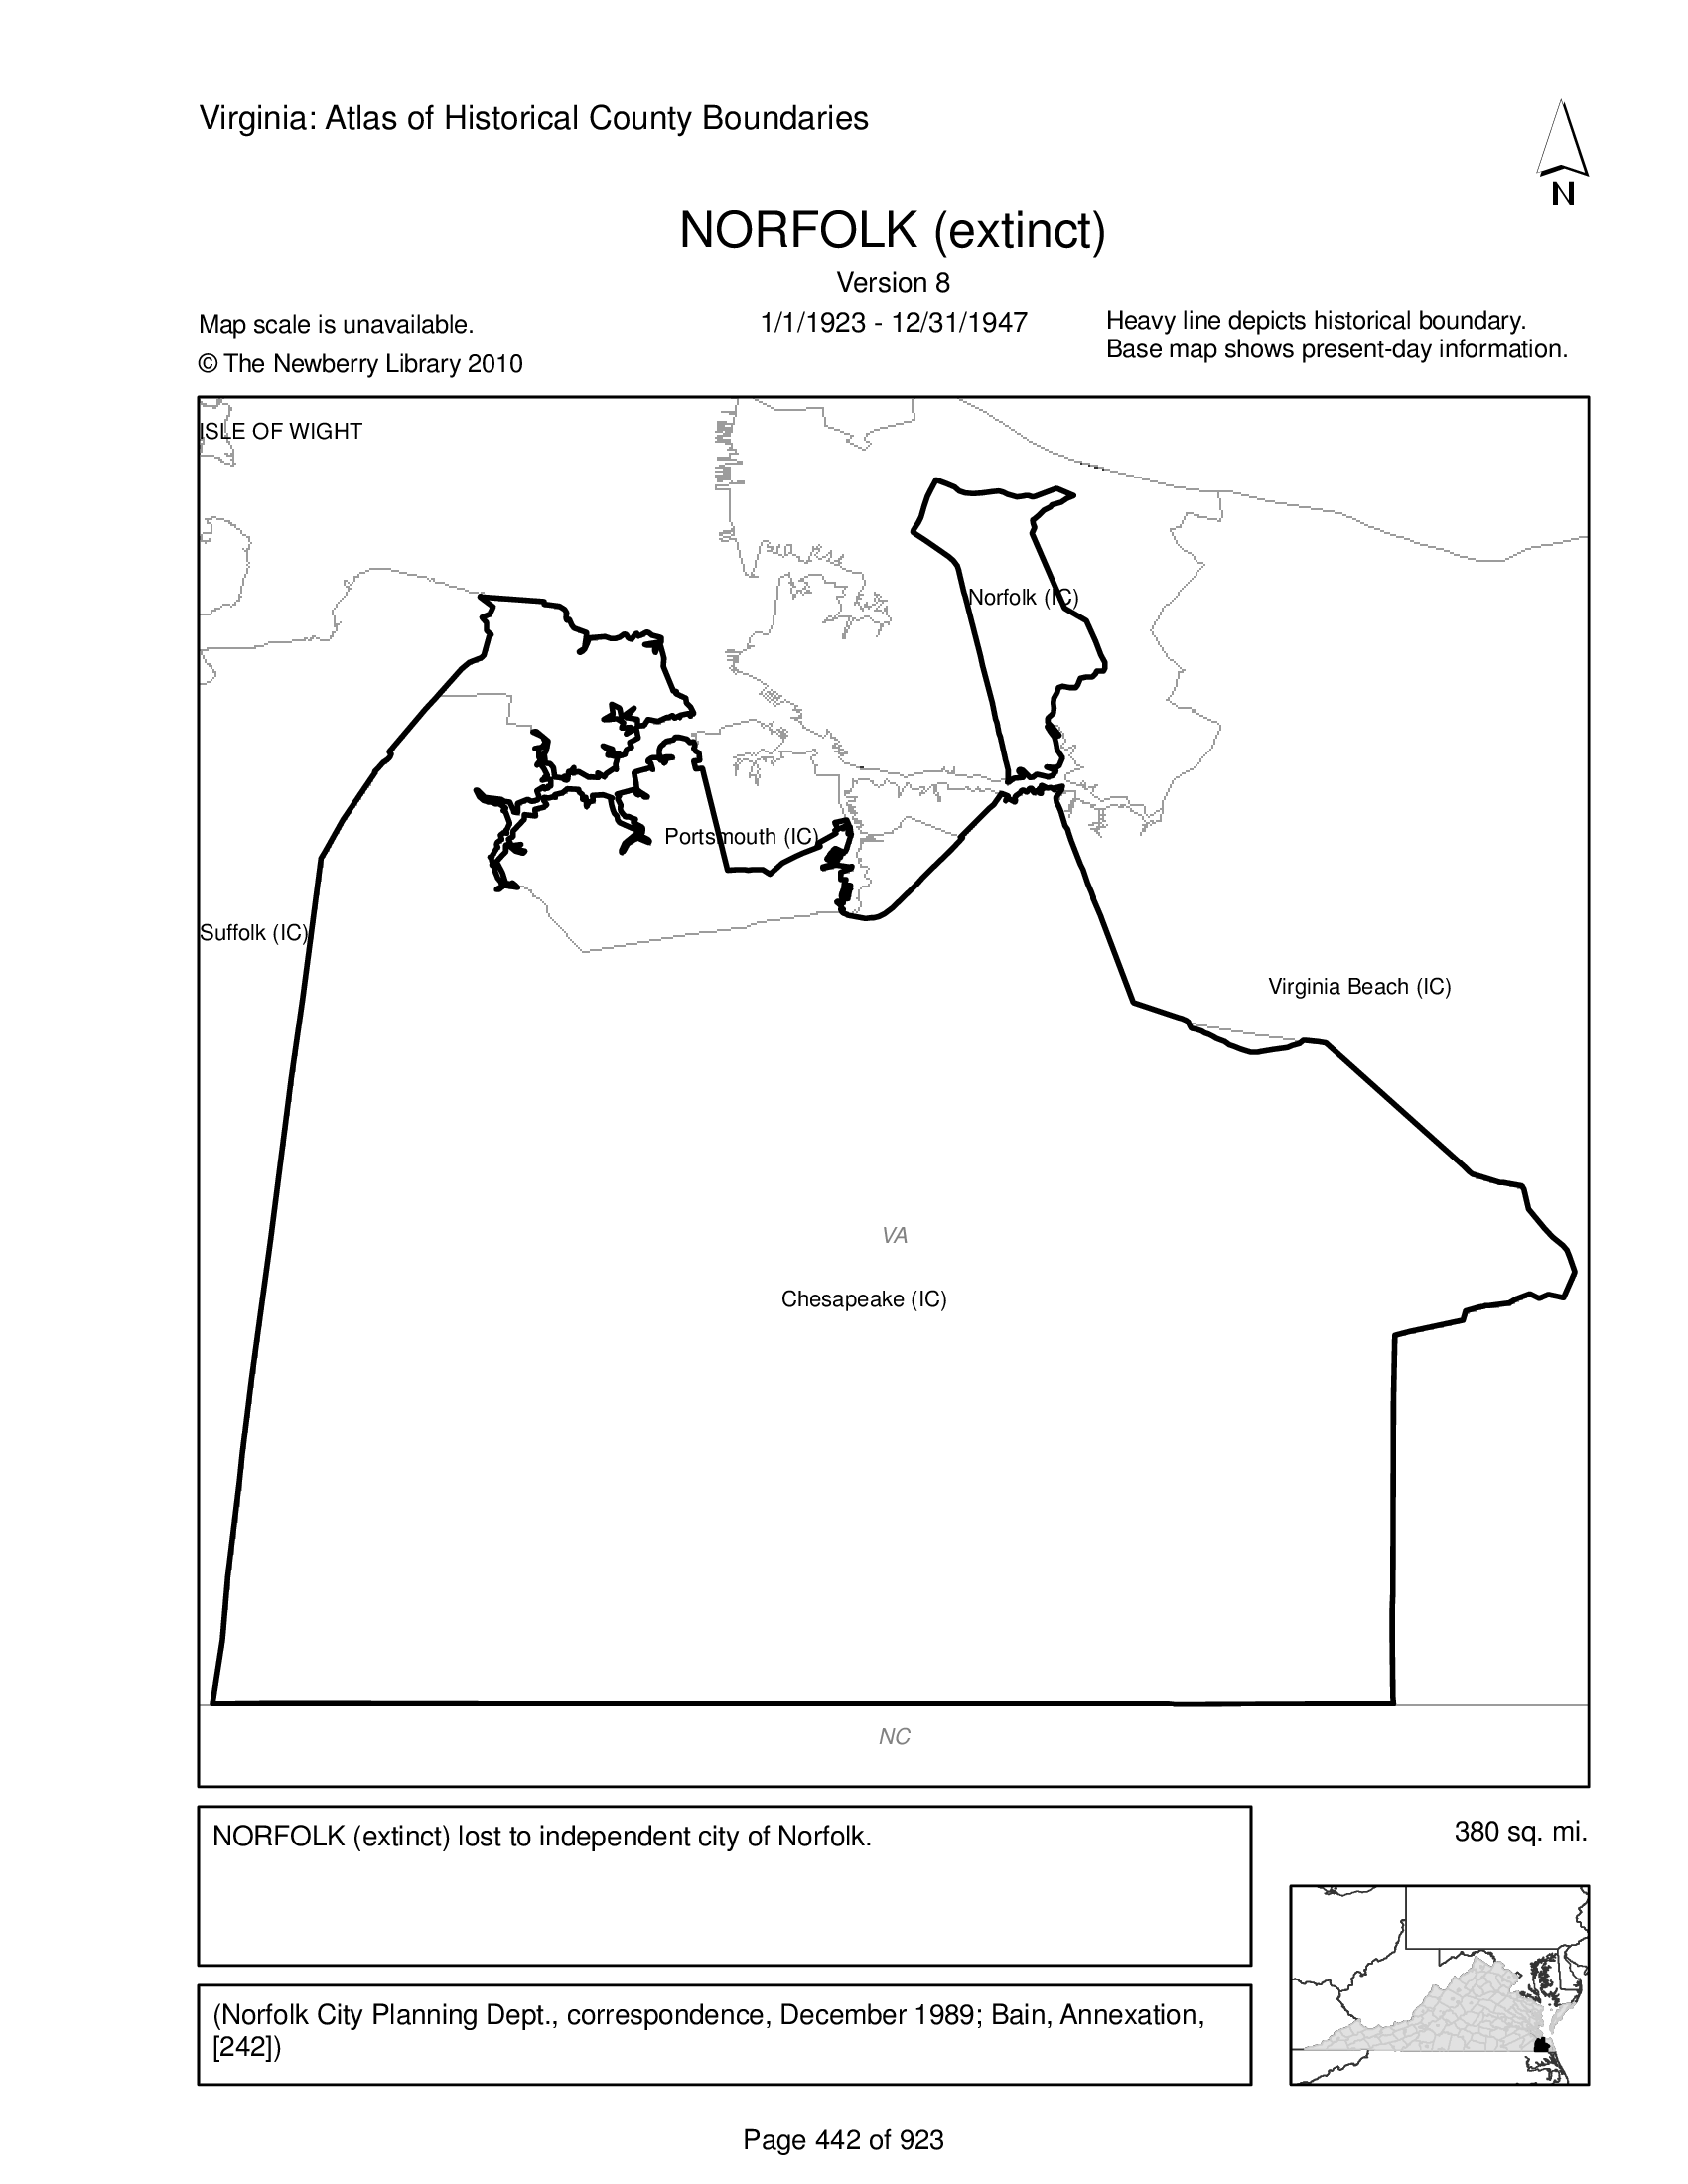 Virginia: Atlas of Historical County Boundaries
N
NORFOLK (extinct)
Version 8
Map scale is unavailable.
1/1/1923 - 12/31/1947
Heavy line depicts historical boundary.
© The Newberry Library 2010
Base map shows present-day information.
ISLE OF WIGHT
Norfolk (IC)
Portsmouth (IC)
Suffolk (IC)
Virginia Beach (IC)
VA
Chesapeake (IC)
NC
NORFOLK (extinct) lost to independent city of Norfolk.
380 sq. mi.
(Norfolk City Planning Dept., correspondence, December 1989; Bain, Annexation,
[242])
Page 442 of 923